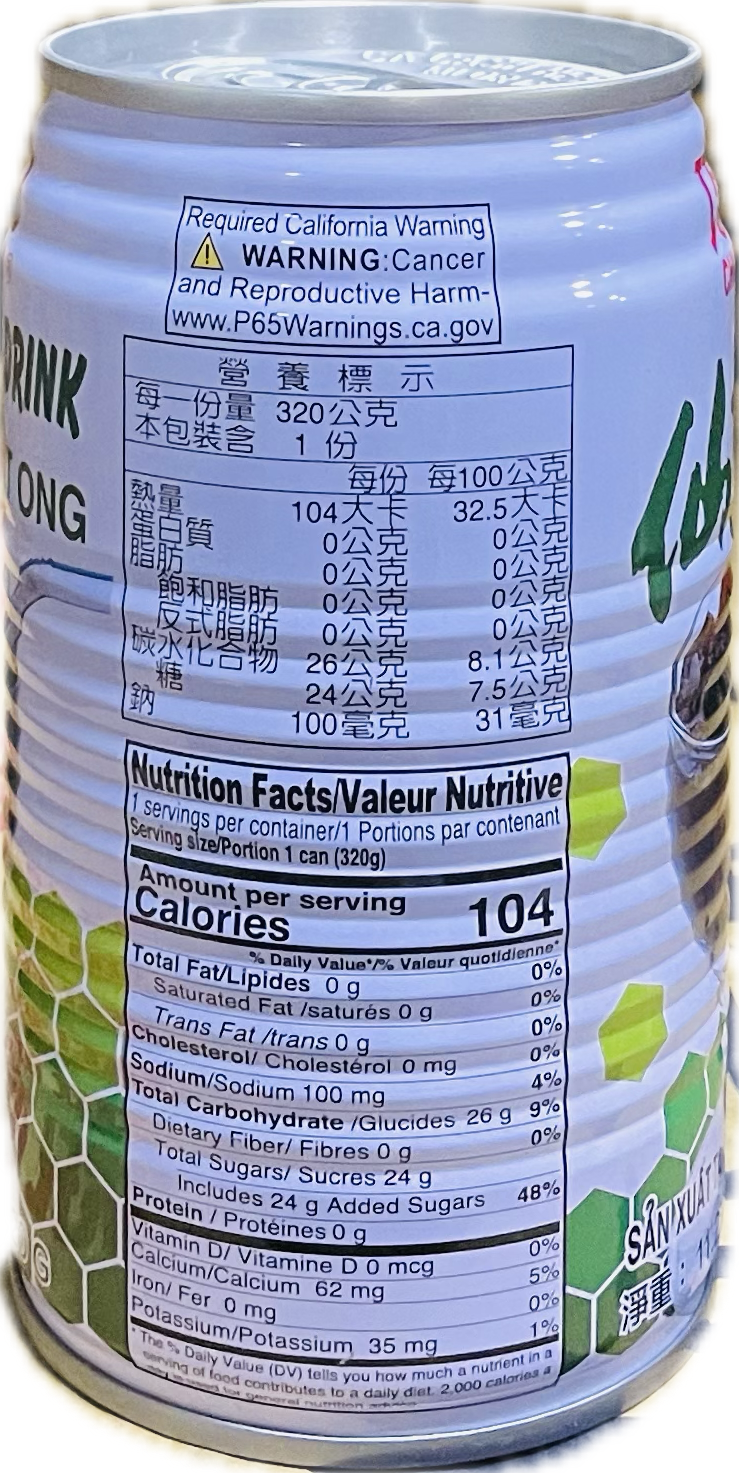 Required California Warning
WARNING:Cancer
and Reproductive Harm-
www.P65Warnings.ca.gov
營養標示
每一份量 320公克
本包裝含 1 份
每份 每100公克
熱量 104大卡 32.5大卡
蛋白質 0公克 0公克
脂肪 0公克 0公克
飽和脂肪 0公克 0公克
反式脂肪 0公克 0公克
碳水化合物 26公克 8.1公克
糖 24公克 7.5公克
鈉 100毫克 31毫克
Nutrition Facts/Valeur Nutritive
1 servings per container/1 Portions par contenant
Serving size/Portion 1 can (320g)
Amount per serving
Calories 104
% Daily Value*/% Valeur quotidienne*
Total Fat/Lipides 0 g 0%
Saturated Fat /saturés 0 g 0%
Trans Fat /trans 0 g 0%
Cholesterol/ Cholestérol 0 mg 0%
Sodium/Sodium 100 mg 4%
Total Carbohydrate /Glucides 26 g 9%
Dietary Fiber/ Fibres 0 g 0%
Total Sugars/ Sucres 24 g
Includes 24 g Added Sugars 48%
Protein / Protéines 0 g
Vitamin D/ Vitamine D 0 mcg 0%
Calcium/Calcium 62 mg 5%
Iron/ Fer 0 mg 0%
Potassium/Potassium 35 mg 1%
* The % Daily Value (DV) tells you how much a nutrient in a
serving of food contributes to a daily diet. 2,000 calories a
general nutrition
DRINK
ONG
G
SẢN XUẤT
淨重: